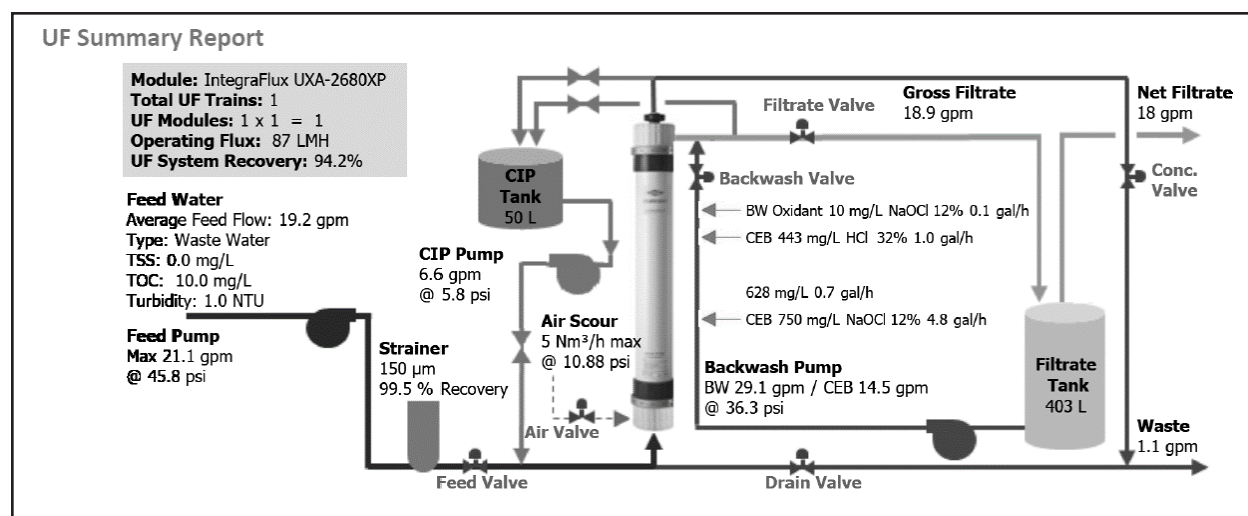 UF Summary Report
Module: IntegraFlux UXA-2680XP
Total UF Trains: 1
UF Modules: 1 x 1 = 1
Operating Flux: 87 LMH
UF System Recovery: 94.2%
Feed Water
Average Feed Flow: 19.2 gpm
Type: Waste Water
TSS: 0.0 mg/L
TOC: 10.0 mg/L
Turbidity: 1.0 NTU
Feed Pump
Max 21.1 gpm
@ 45.8 psi
Strainer
150 µm
99.5 % Recovery
Feed Valve
CIP
Tank
50 L
CIP Pump
6.6 gpm
@ 5.8 psi
Air Scour
5 Nm³/h max
@ 10.88 psi
Air Valve
Filtrate Valve
Gross Filtrate
18.9 gpm
Net Filtrate
18 gpm
Backwash Valve
Conc.
Valve
BW Oxidant 10 mg/L NaOCl 12% 0.1 gal/h
CEB 443 mg/L HCl 32% 1.0 gal/h
628 mg/L 0.7 gal/h
CEB 750 mg/L NaOCl 12% 4.8 gal/h
Backwash Pump
BW 29.1 gpm / CEB 14.5 gpm
@ 36.3 psi
Filtrate
Tank
403 L
Waste
1.1 gpm
Drain Valve